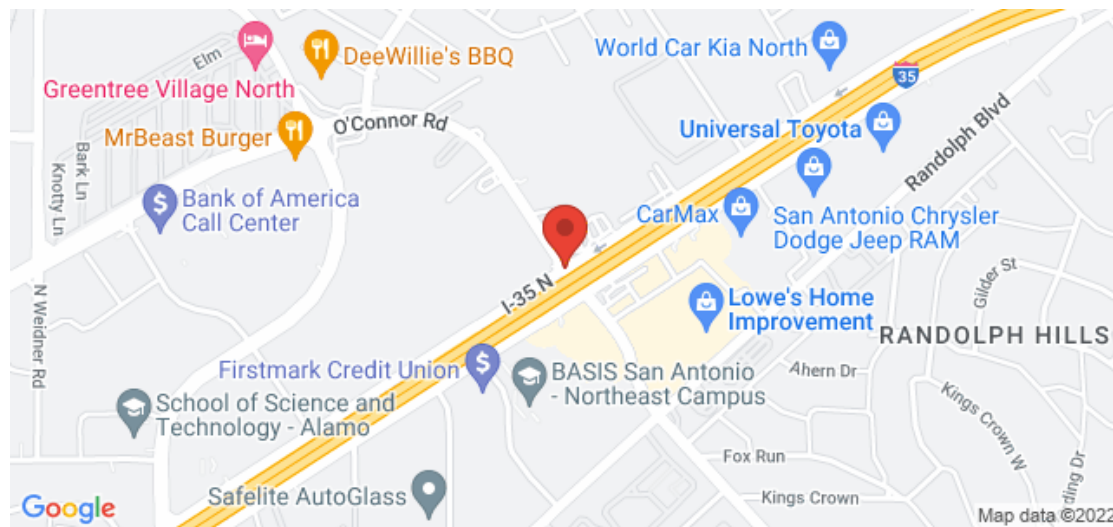 Elm
Greentree Village North
DeeWillie's BBQ
World Car Kia North
35
MrBeast Burger
O'Connor Rd
Universal Toyota
Randolph Blvd
Bark Ln
Knotty Ln
Bank of America
Call Center
CarMax
San Antonio Chrysler
Dodge Jeep RAM
I-35 N
Gilder St
N Weidner Rd
Lowe's Home
Improvement
RANDOLPH HILLS
Firstmark Credit Union
BASIS San Antonio
- Northeast Campus
Ahern Dr
School of Science and
Technology - Alamo
Kings Crown W
Fox Run
ding Dr
Safelite AutoGlass
Kings Crown
Google
Map data ©2022